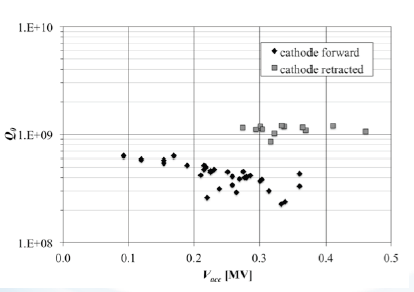 1.E+10
◆ cathode forward
■ cathode retracted
Q0
1.E+09
1.E+08
0.0 0.1 0.2 0.3 0.4 0.5
Vacc [MV]